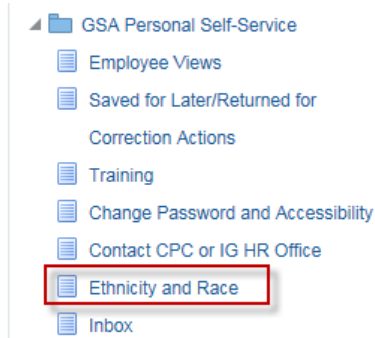 GSA Personal Self-Service
Employee Views
Saved for Later/Returned for
Correction Actions
Training
Change Password and Accessibility
Contact CPC or IG HR Office
Ethnicity and Race
Inbox